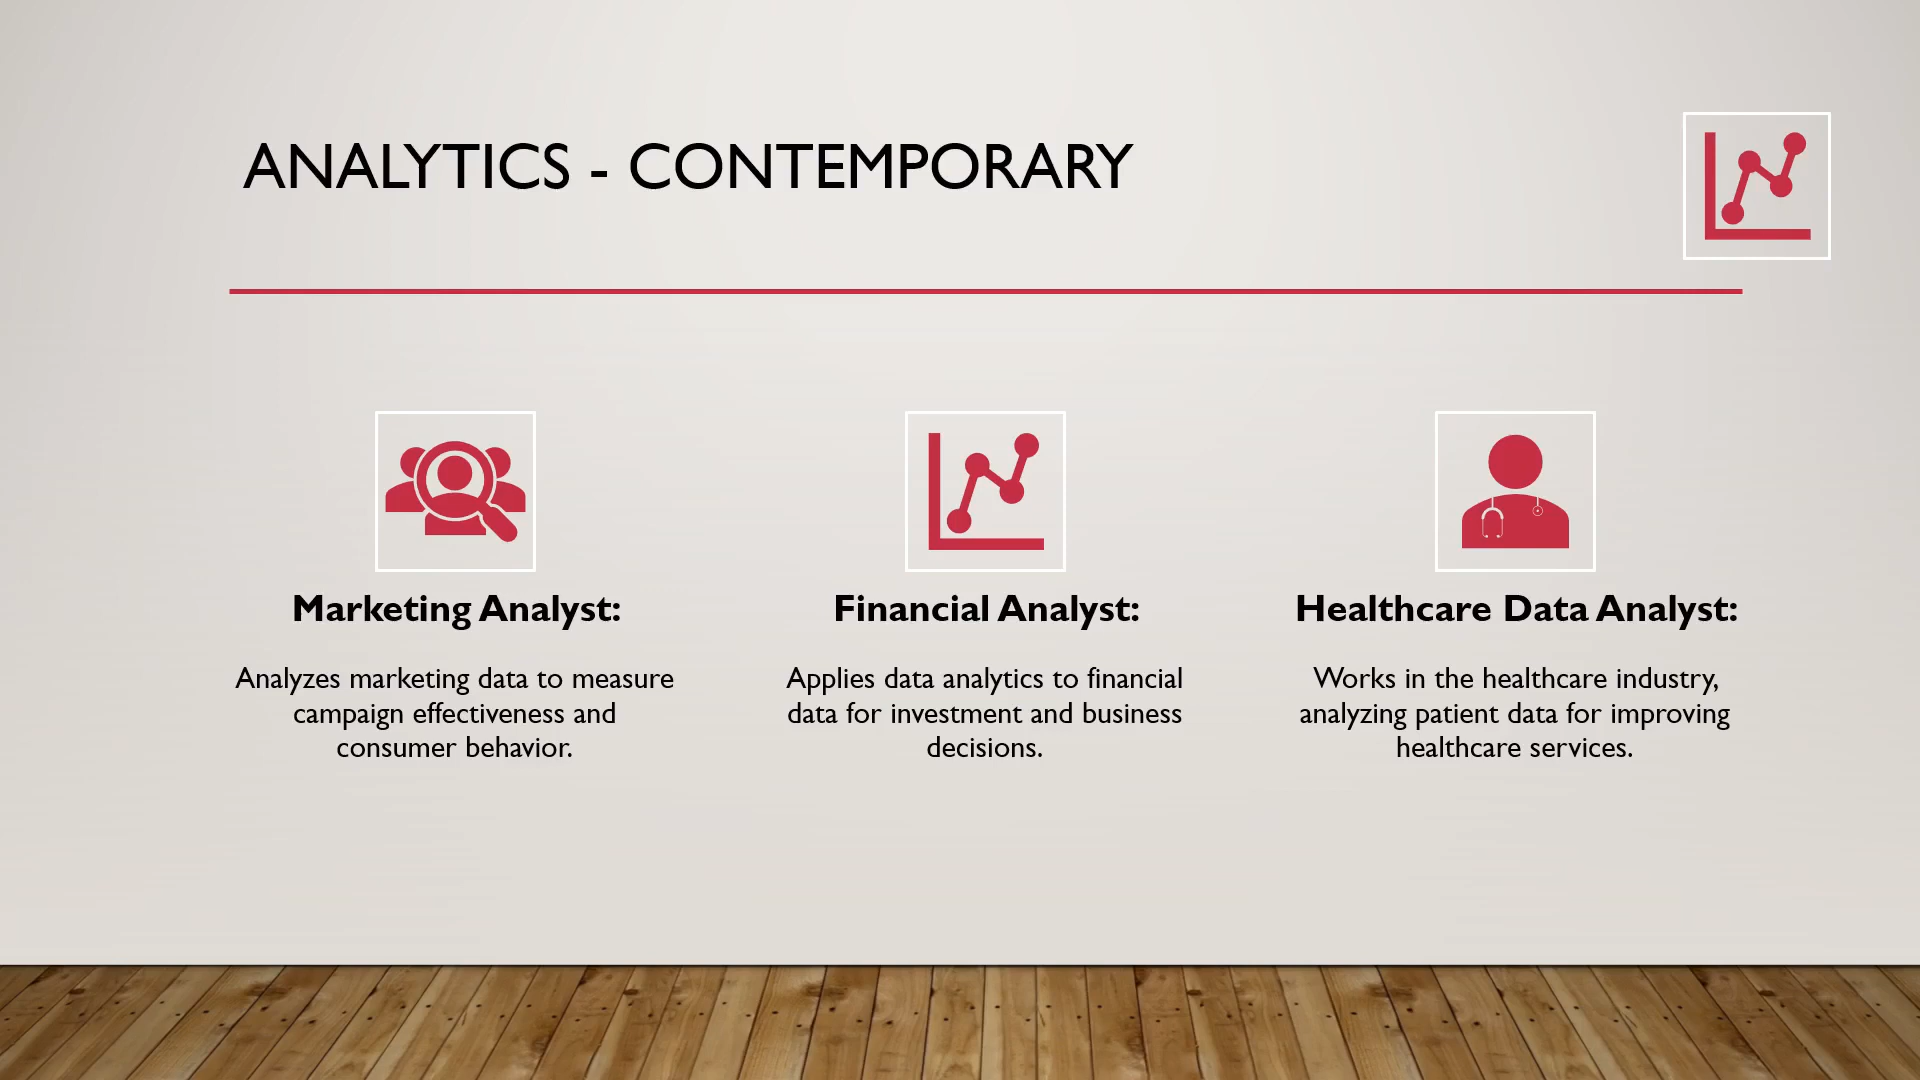 ANALYTICS - CONTEMPORARY
Marketing Analyst:
Analyzes marketing data to measure
campaign effectiveness and
consumer behavior.
Financial Analyst:
Applies data analytics to financial
data for investment and business
decisions.
Healthcare Data Analyst:
Works in the healthcare industry,
analyzing patient data for improving
healthcare services.